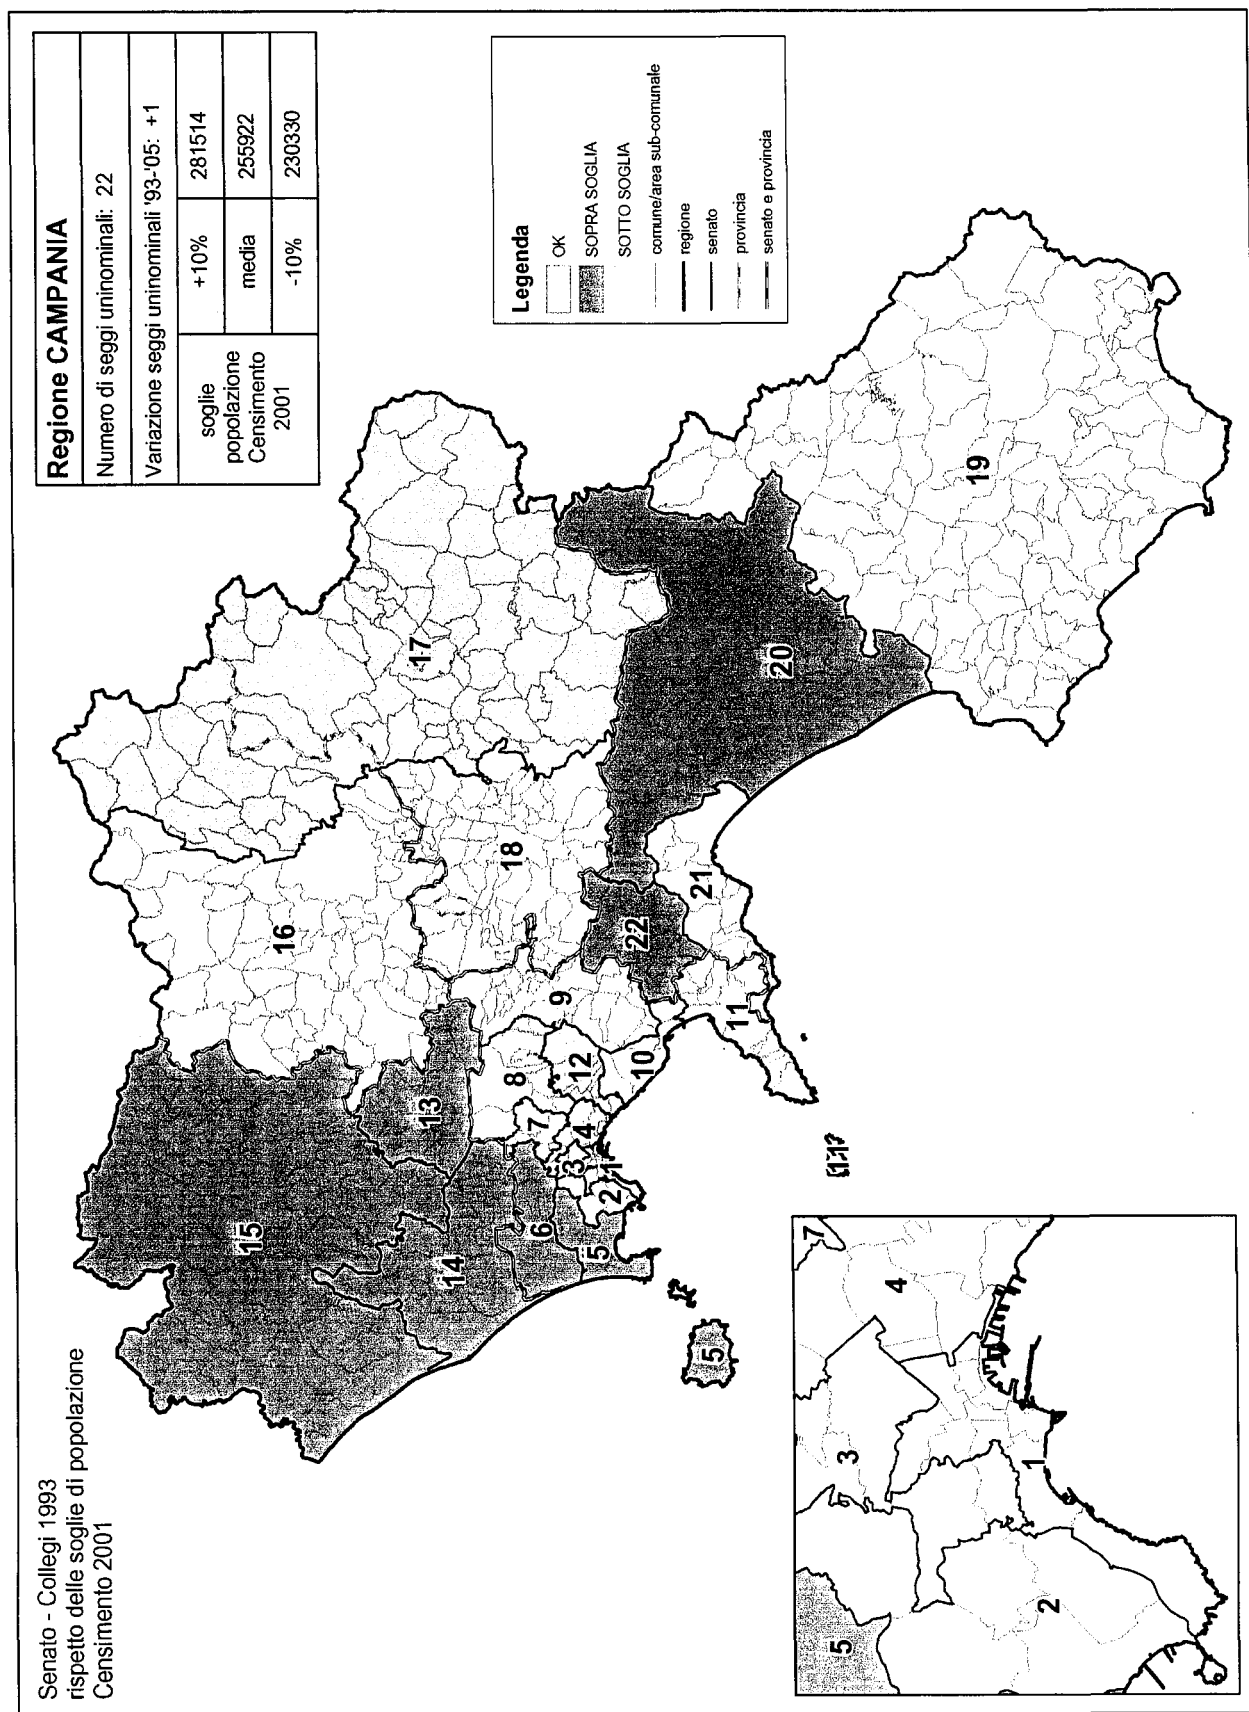 Senato - Collegi 1993
rispetto delle soglie di popolazione
Censimento 2001
Regione CAMPANIA
Numero di seggi uninominali: 22
Variazione seggi uninominali '93-'05: +1
soglie
popolazione
Censimento
2001
+10% 281514
media 255922
-10% 230330
Legenda
OK
SOPRA SOGLIA
SOTTO SOGLIA
comune/area sub-comunale
regione
senato
provincia
senato e provincia
15
16
17
14
13
18
6
5
7
8
9
3
4
12
2
1
10
22
20
5
11
21
19
11
5
3
7
4
2
1